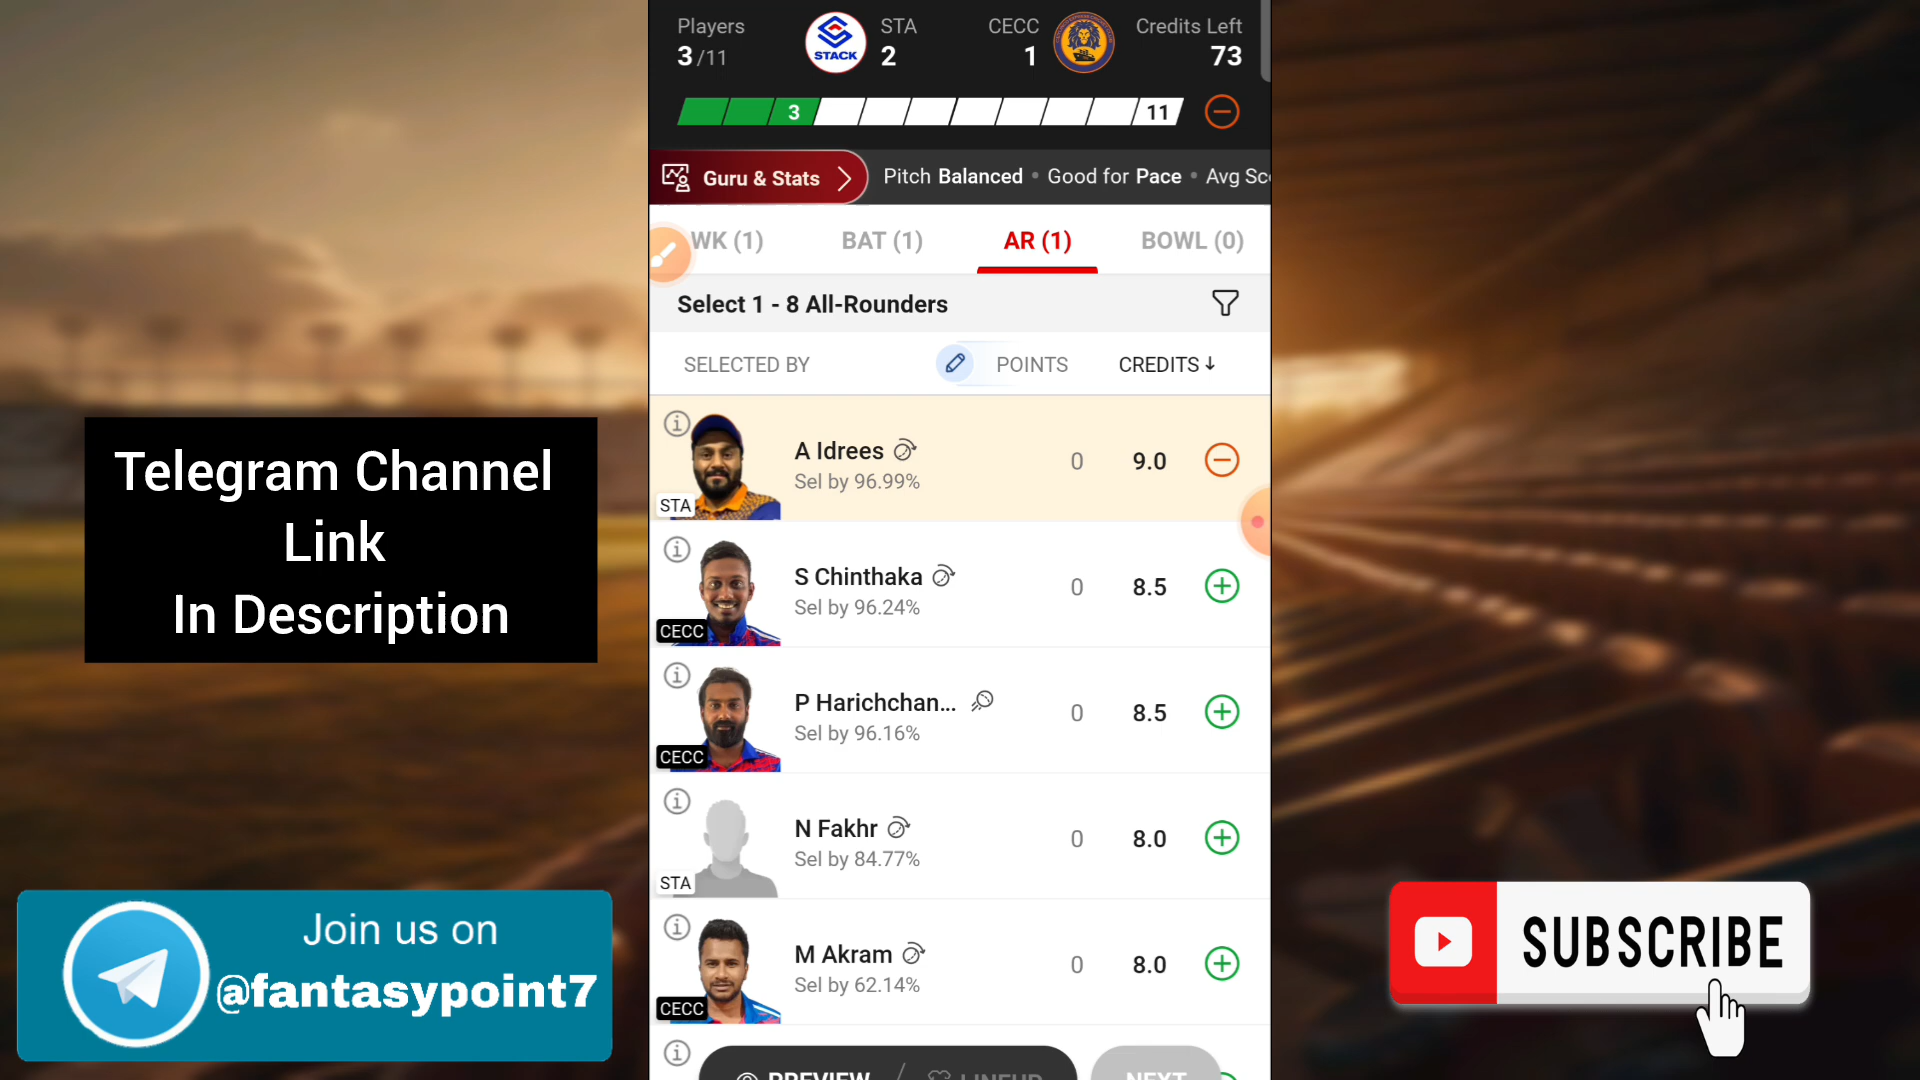 Players
3 /11
STACK
STA
2
CECC
1
Credits Left
73
3
11
Guru & Stats
Pitch Balanced • Good for Pace • Avg Sc
WK (1)
BAT (1)
AR (1)
BOWL (0)
Select 1 - 8 All-Rounders
SELECTED BY
POINTS
CREDITS ↓
A Idrees
Sel by 96.99%
STA
0
9.0
S Chinthaka
Sel by 96.24%
CECC
0
8.5
P Harichchan...
Sel by 96.16%
CECC
0
8.5
N Fakhr
Sel by 84.77%
STA
0
8.0
M Akram
Sel by 62.14%
CECC
0
8.0
PREVIEW / LINEUP
NEXT
Telegram Channel
Link
In Description
Join us on
@fantasypoint7
SUBSCRIBE